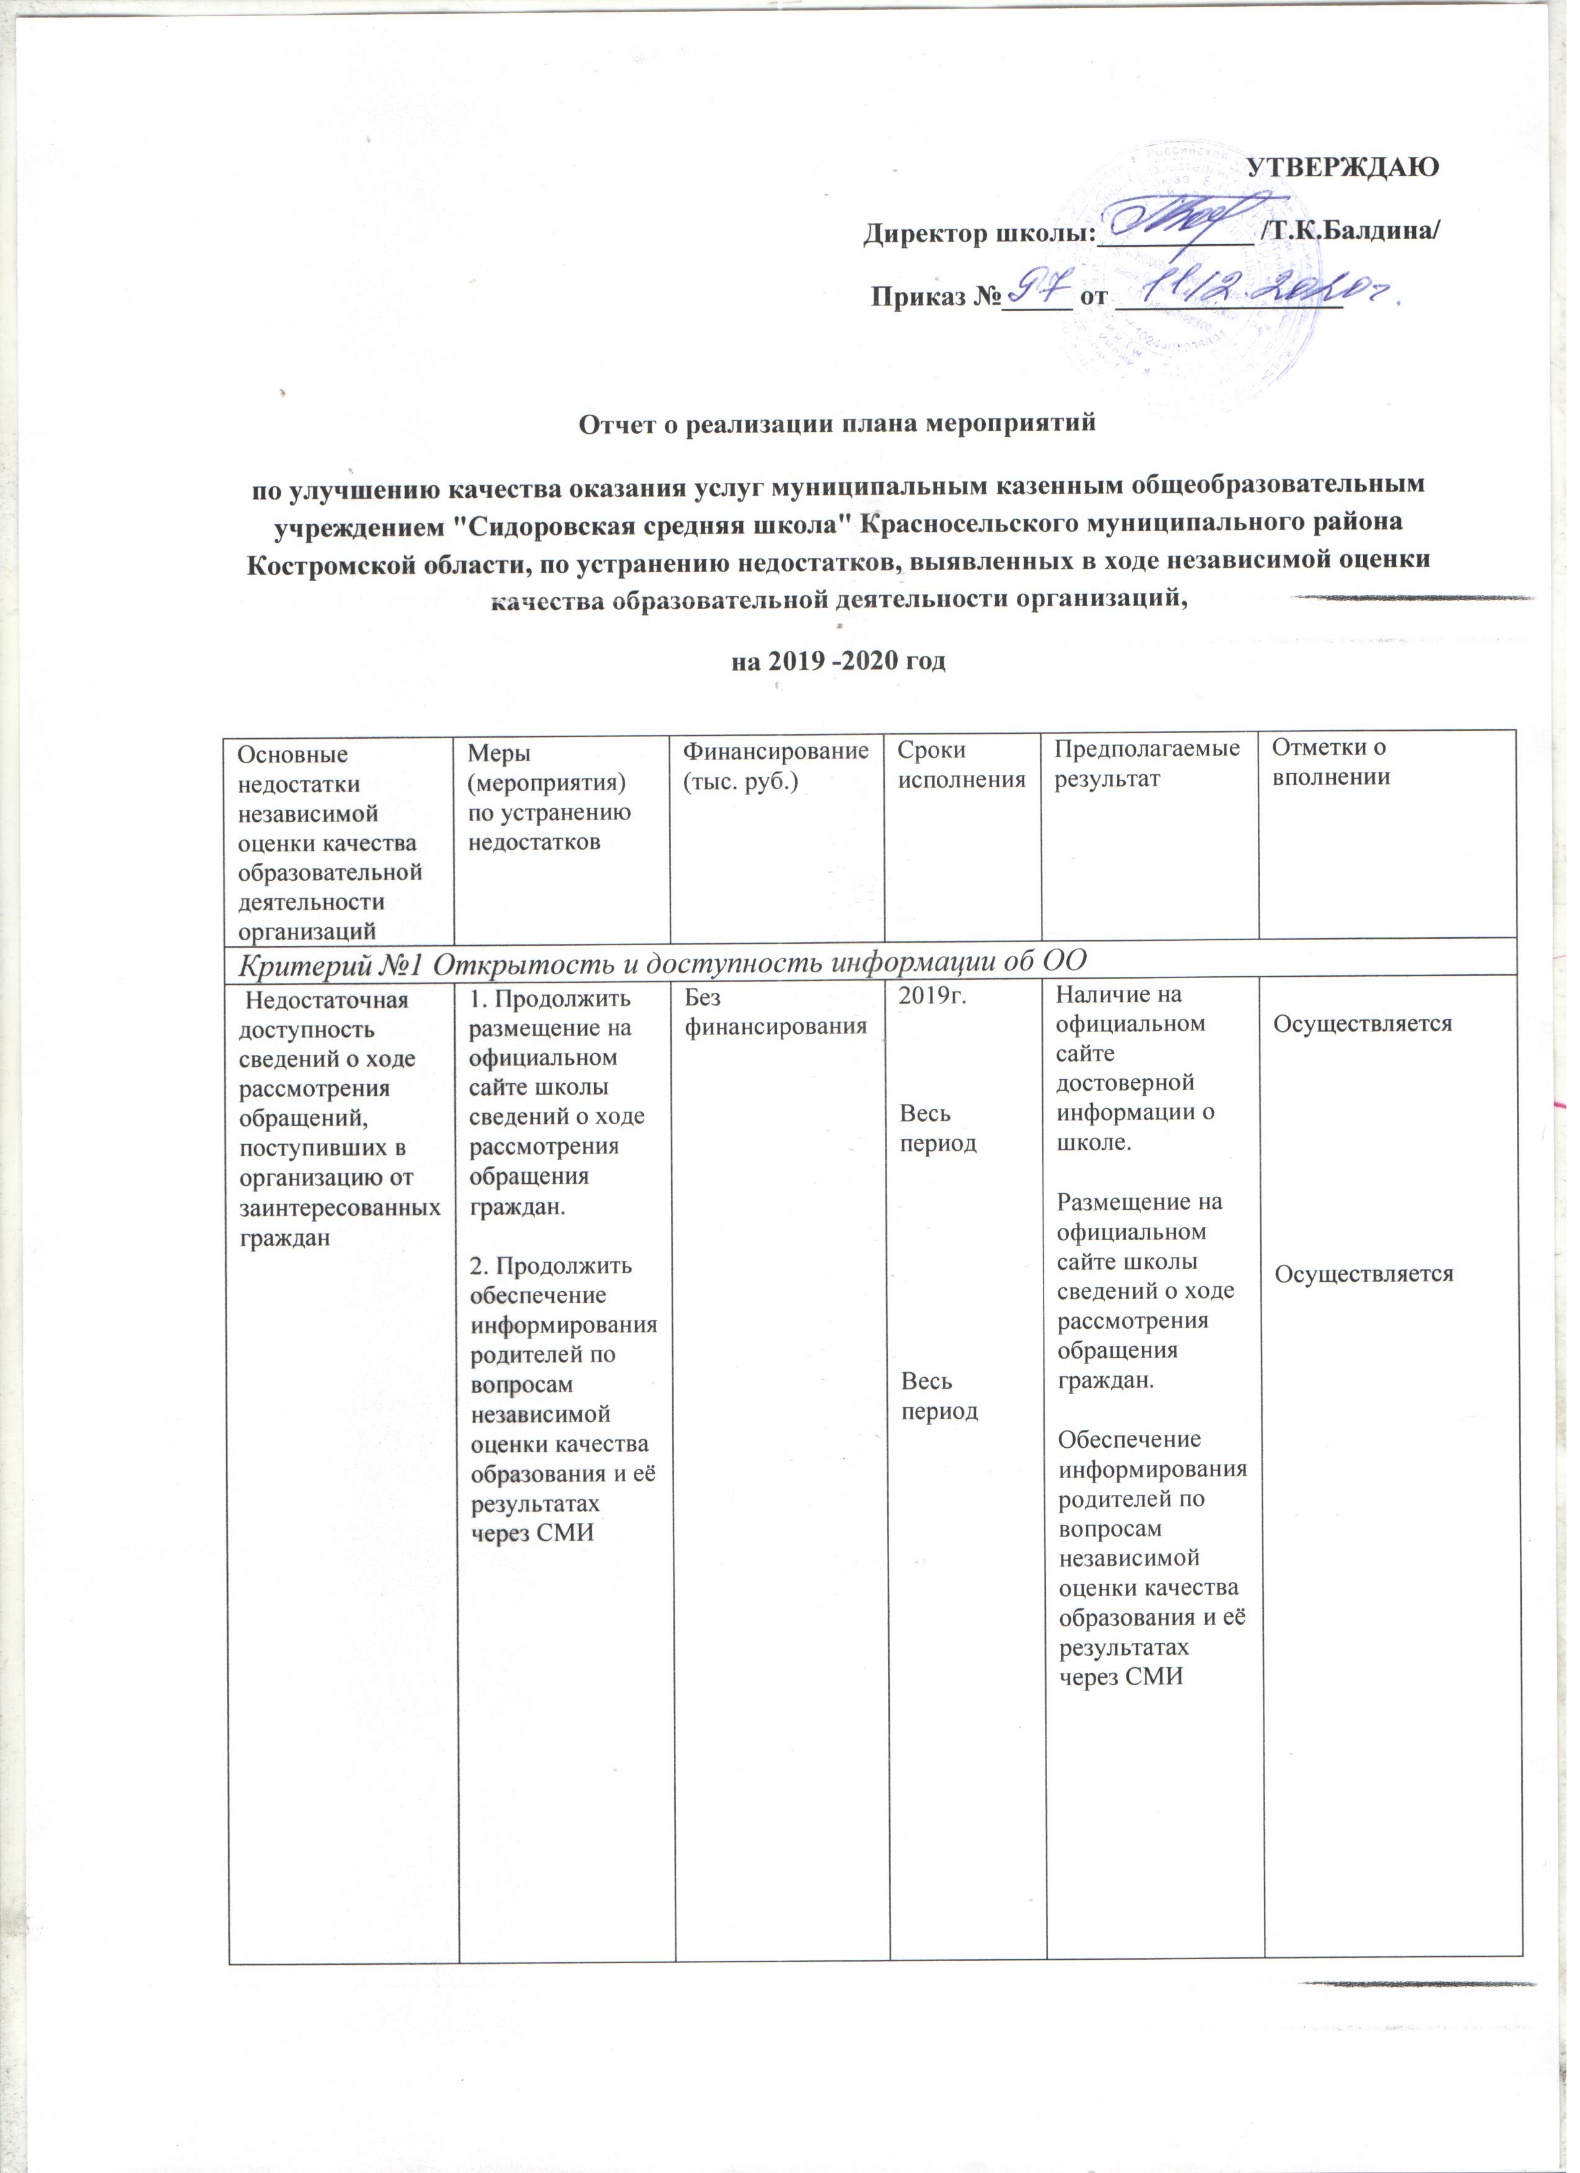 УТВЕРЖДАЮ
Директор школы:___________ /Т.К.Балдина/
Приказ №97 от 11.12.2020г.
Отчет о реализации плана мероприятий
по улучшению качества оказания услуг муниципальным казенным общеобразовательным
учреждением "Сидоровская средняя школа" Красносельского муниципального района
Костромской области, по устранению недостатков, выявленных в ходе независимой оценки
качества образовательной деятельности организаций,
на 2019 -2020 год
Основные
недостатки
независимой
оценки качества
образовательной
деятельности
организаций
Меры
(мероприятия)
по устранению
недостатков
Финансирование
(тыс. руб.)
Сроки
исполнения
Предполагаемые
результат
Отметки о
вполнении
Критерий №1 Открытость и доступность информации об ОО
Недостаточная
доступность
сведений о ходе
рассмотрения
обращений,
поступивших в
организацию от
заинтересованных
граждан
1. Продолжить
размещение на
официальном
сайте школы
сведений о ходе
рассмотрения
обращения
граждан.
2. Продолжить
обеспечение
информирования
родителей по
вопросам
независимой
оценки качества
образования и её
результатах
через СМИ
Без
финансирования
2019г.
Весь
период
Весь
период
Наличие на
официальном
сайте
достоверной
информации о
школе.
Размещение на
официальном
сайте школы
сведений о ходе
рассмотрения
обращения
граждан.
Обеспечение
информирования
родителей по
вопросам
независимой
оценки качества
образования и её
результатах
через СМИ
Осуществляется
Осуществляется